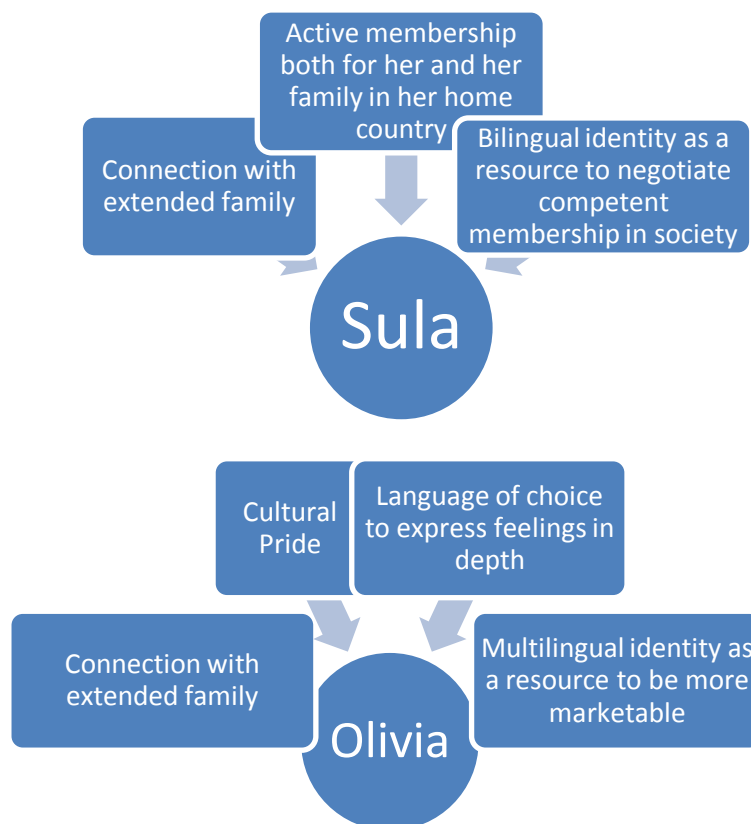 Active membership
both for her and her
family in her home
country
Connection with
extended family
Bilingual identity as a
resource to negotiate
competent
membership in society
Sula
Cultural
Pride
Language of choice
to express feelings in
depth
Connection with
extended family
Multilingual identity as
a resource to be more
marketable
Olivia